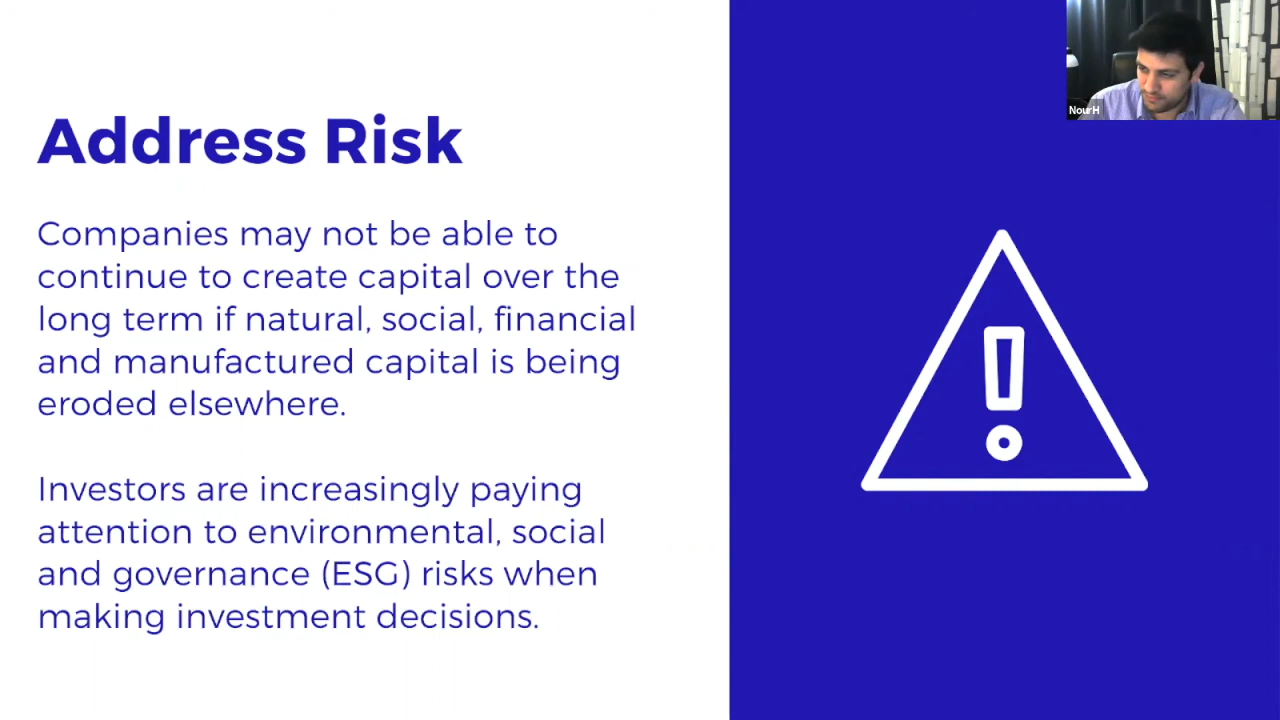 Address Risk
Companies may not be able to
continue to create capital over the
long term if natural, social, financial
and manufactured capital is being
eroded elsewhere.
Investors are increasingly paying
attention to environmental, social
and governance (ESG) risks when
making investment decisions.
Nour H